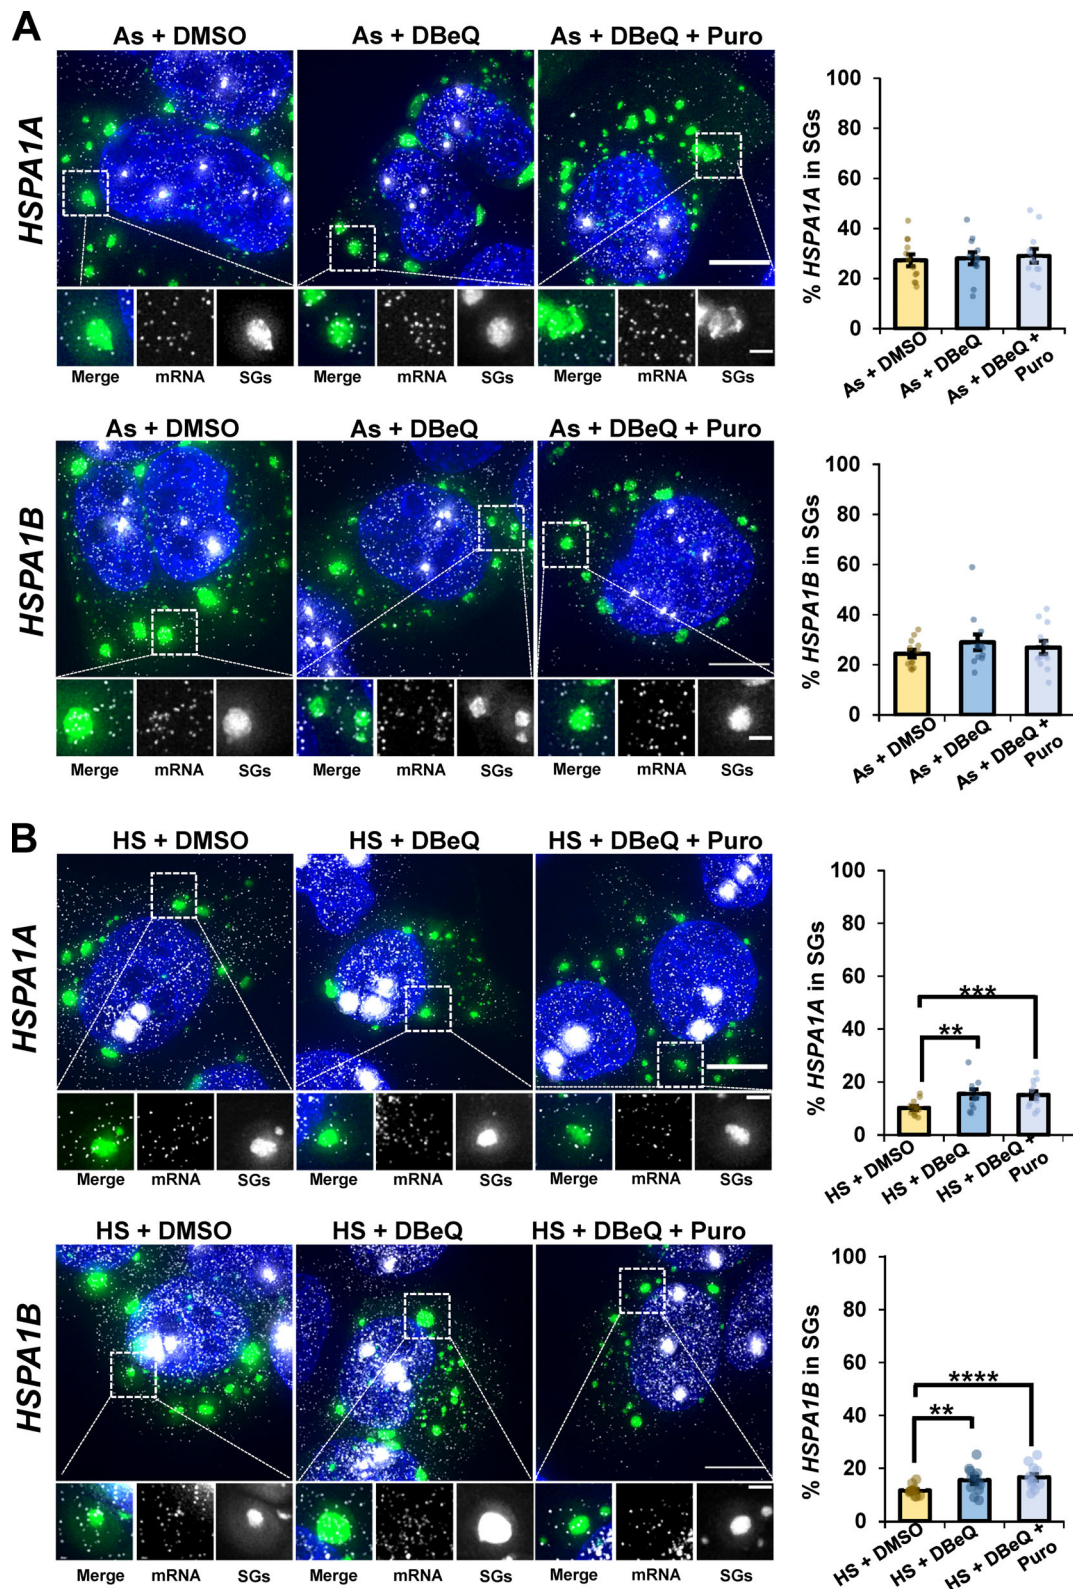 A
As + DMSO
As + DBeQ
As + DBeQ + Puro
HSPA1A
Merge
mRNA
SGs
Merge
mRNA
SGs
Merge
mRNA
SGs
% HSPA1A in SGs
100
80
60
40
20
0
As + DMSO
As + DBeQ
As + DBeQ +
Puro
As + DMSO
As + DBeQ
As + DBeQ + Puro
HSPA1B
Merge
mRNA
SGs
Merge
mRNA
SGs
Merge
mRNA
SGs
% HSPA1B in SGs
100
80
60
40
20
0
As + DMSO
As + DBeQ
As + DBeQ +
Puro
B
HS + DMSO
HS + DBeQ
HS + DBeQ + Puro
HSPA1A
Merge
mRNA
SGs
Merge
mRNA
SGs
Merge
mRNA
SGs
% HSPA1A in SGs
100
80
60
40
20
0
***
**
HS + DMSO
HS + DBeQ
HS + DBeQ +
Puro
HS + DMSO
HS + DBeQ
HS + DBeQ + Puro
HSPA1B
Merge
mRNA
SGs
Merge
mRNA
SGs
Merge
mRNA
SGs
% HSPA1B in SGs
100
80
60
40
20
0
****
**
HS + DMSO
HS + DBeQ
HS + DBeQ +
Puro